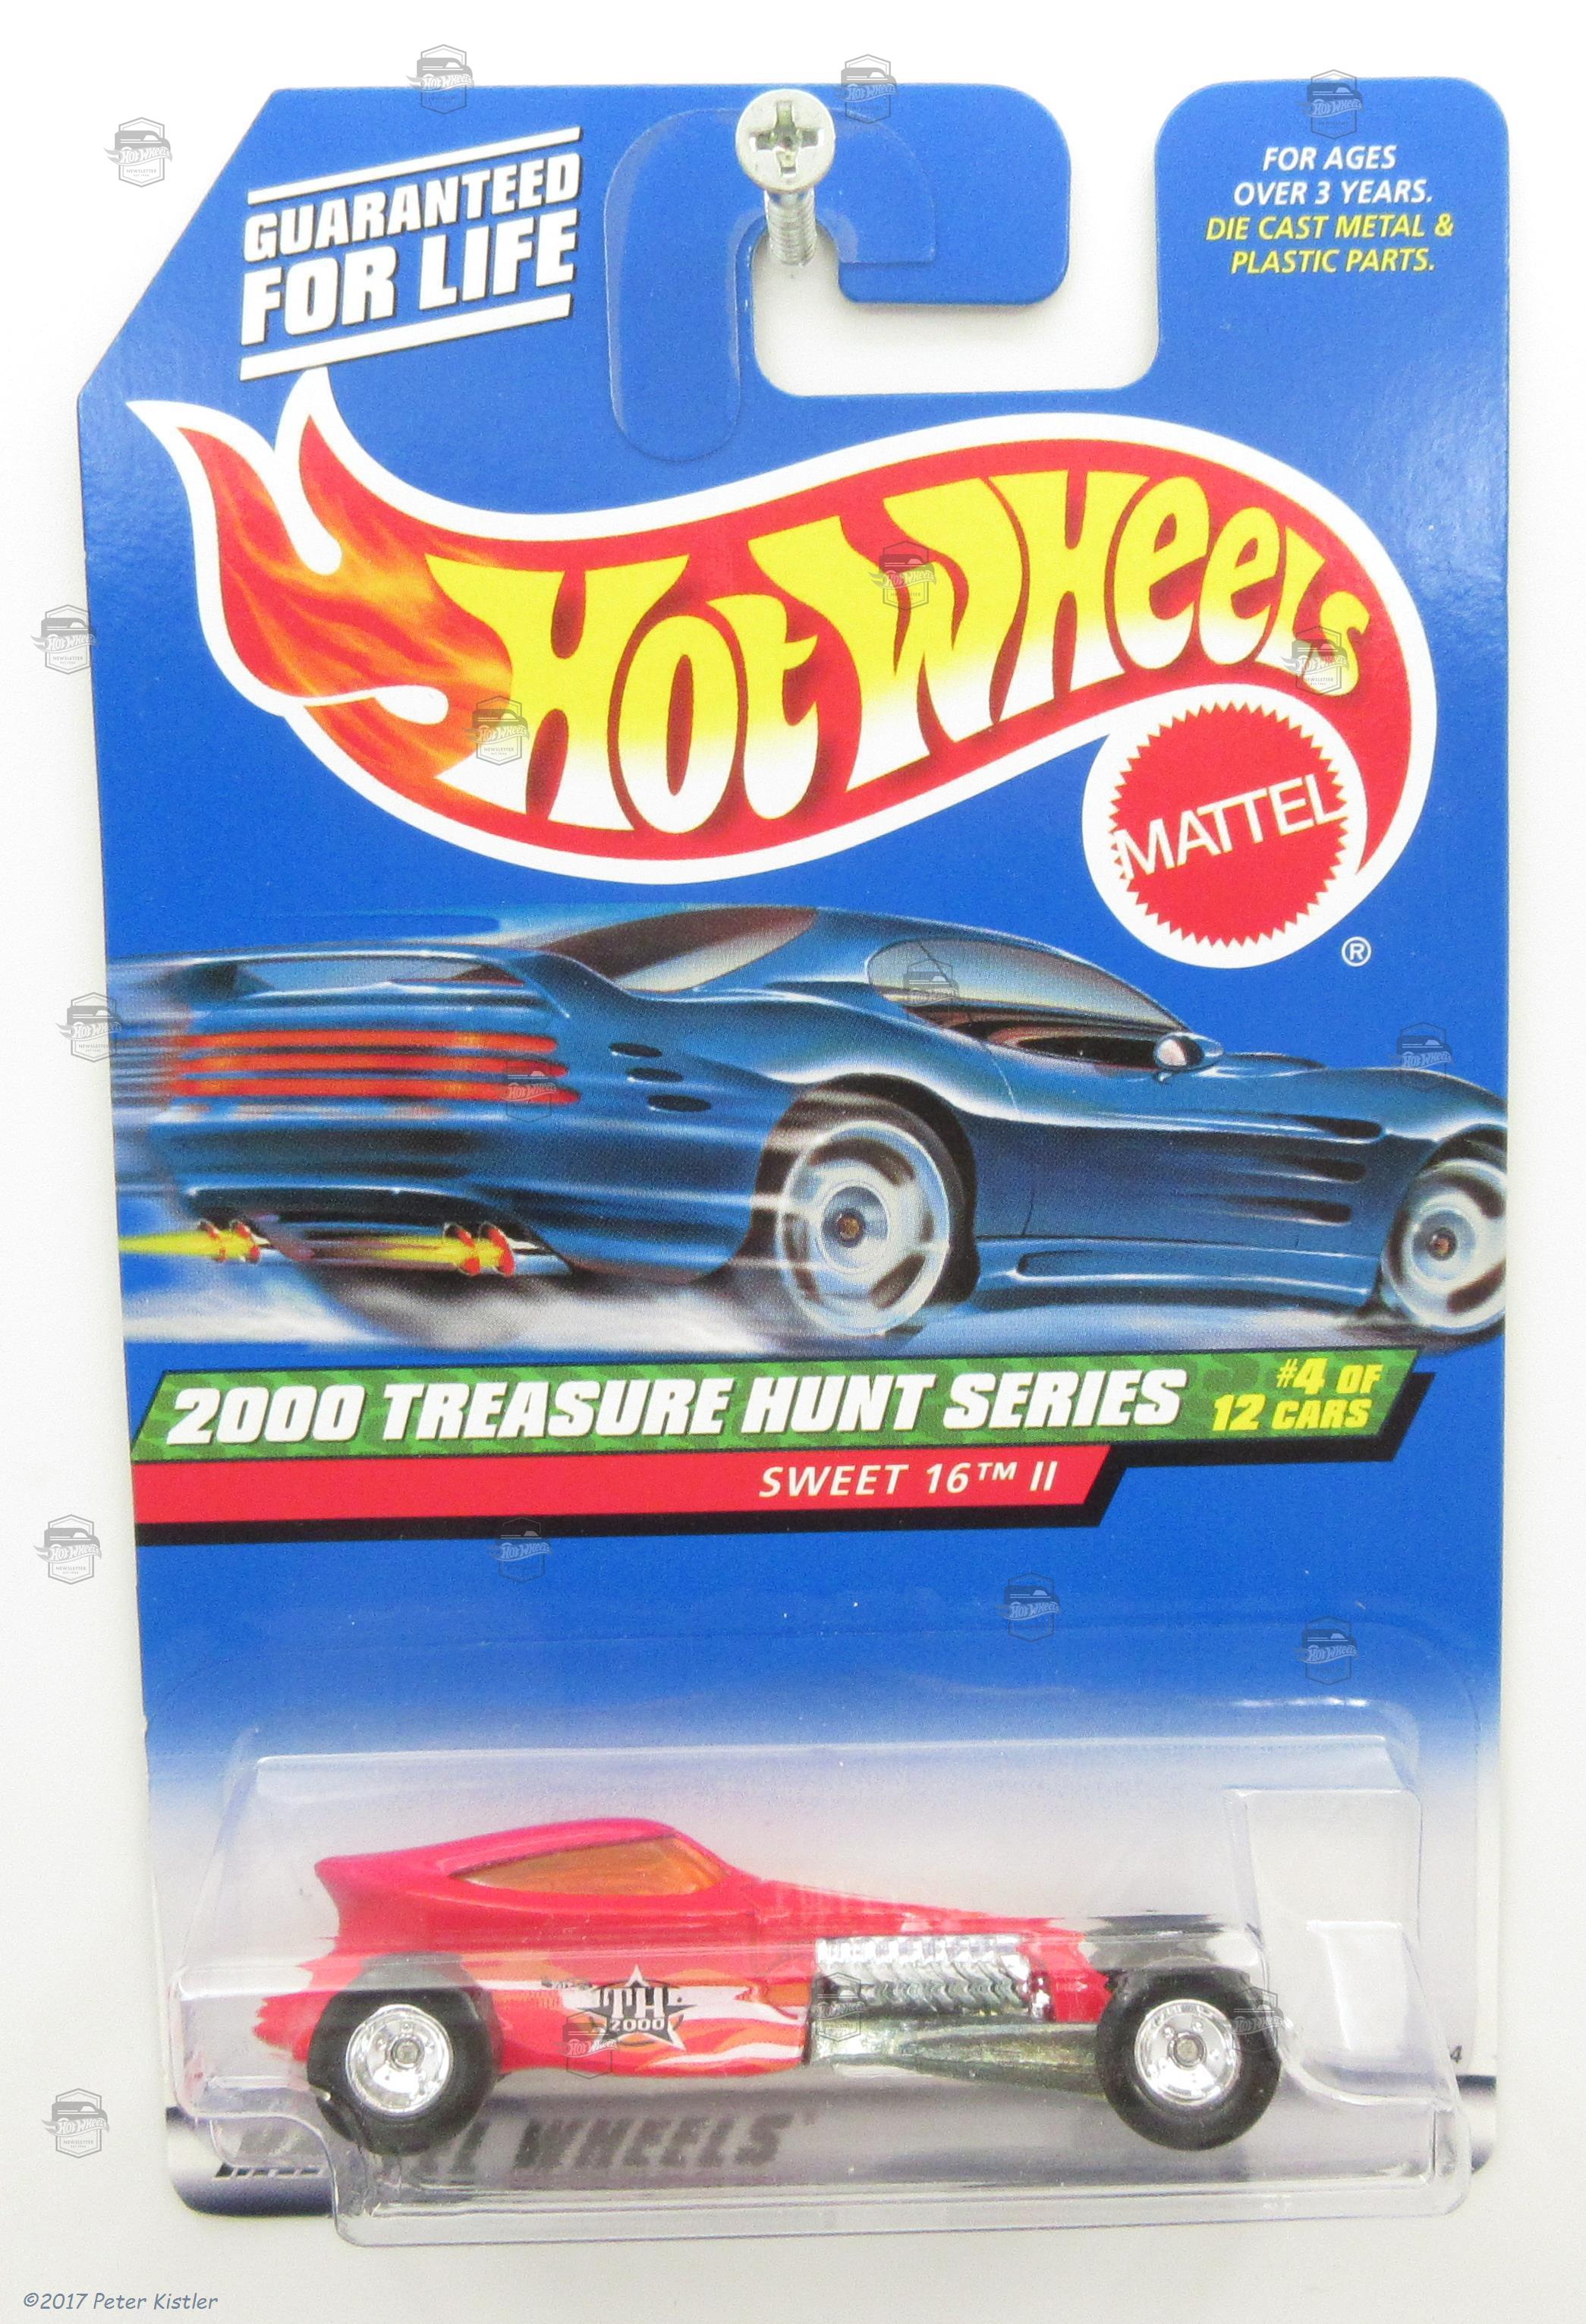 GUARANTEED
FOR LIFE
FOR AGES
OVER 3 YEARS.
DIE CAST METAL &
PLASTIC PARTS.
HOT WHEELS
MATTEL
®
2000 TREASURE HUNT SERIES
#4 OF
12 CARS
SWEET 16™ II
TH
2000
WHEELS
©2017 Peter Kistler